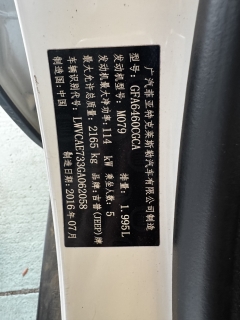 广汽菲亚特克莱斯勒汽车有限公司制造
型号：GFA6460CGCA
发动机型号：M079 排量：1.995L
发动机最大净功率：114 kW 乘坐人数：5
最大允许总质量：2165 kg 品牌：吉普(JEEP)牌
车辆识别代号：LWVCAE733GA062058
制造国：中国 制造日期：2016年07月